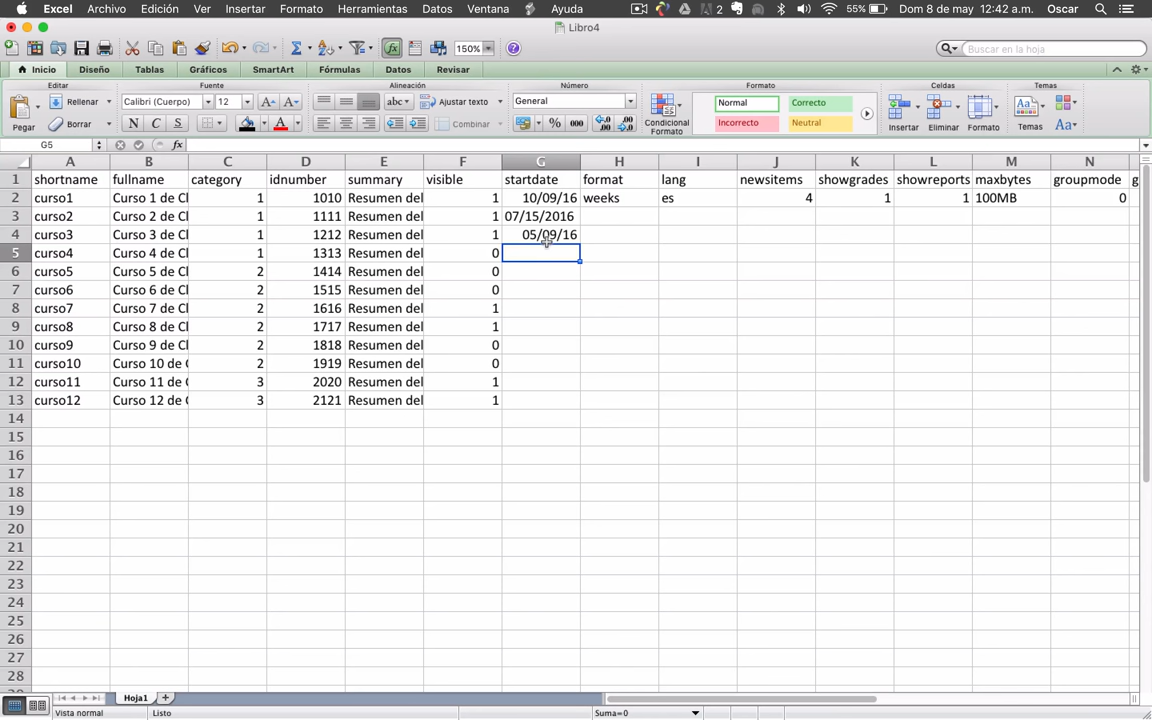 Excel Archivo Edición Ver Insertar Formato Herramientas Datos Ventana Ayuda 2 55% Dom 8 de may 12:42 a.m. Oscar
Libro4
150% Buscar en la hoja
Inicio Diseño Tablas Gráficos SmartArt Fórmulas Datos Revisar
Editar Fuente Alineación Número Formato Celdas Temas
Pegar Rellenar Calibri (Cuerpo) 12 abc Ajustar texto General Condicional Formato Normal Correcto Insertar Eliminar Formato Temas Aa
Borrar N C S A Combinar % 000 Incorrecto Neutral Aa
G5 fx
A B C D E F G H I J K L M N
1 shortname fullname category idnumber summary visible startdate format lang newsitems showgrades showreports maxbytes groupmode g
2 curso1 Curso 1 de Cl 1 1010 Resumen del 1 10/09/16 weeks es 4 1 1 100MB 0
3 curso2 Curso 2 de Cl 1 1111 Resumen del 1 07/15/2016
4 curso3 Curso 3 de Cl 1 1212 Resumen del 1 05/09/16
5 curso4 Curso 4 de Cl 1 1313 Resumen del 0
6 curso5 Curso 5 de Cl 2 1414 Resumen del 0
7 curso6 Curso 6 de Cl 2 1515 Resumen del 0
8 curso7 Curso 7 de Cl 2 1616 Resumen del 1
9 curso8 Curso 8 de Cl 2 1717 Resumen del 1
10 curso9 Curso 9 de Cl 2 1818 Resumen del 0
11 curso10 Curso 10 de C 2 1919 Resumen del 0
12 curso11 Curso 11 de C 3 2020 Resumen del 1
13 curso12 Curso 12 de C 3 2121 Resumen del 1
14
15
16
17
18
19
20
21
22
23
24
25
26
27
28
Hoja1
Vista normal Listo Suma=0